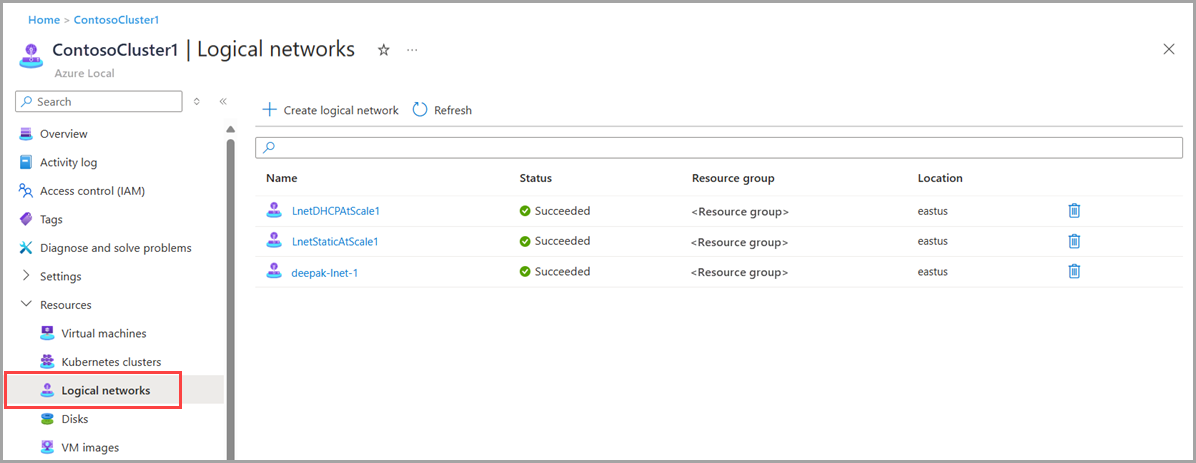 Home > ContosoCluster1
ContosoCluster1 | Logical networks
Azure Local
Search
Create logical network
Refresh
Overview
Activity log
Access control (IAM)
Tags
Diagnose and solve problems
Settings
Resources
Virtual machines
Kubernetes clusters
Logical networks
Disks
VM images
Name Status Resource group Location
LnetDHCPAtScale1 Succeeded <Resource group> eastus
LnetStaticAtScale1 Succeeded <Resource group> eastus
deepak-lnet-1 Succeeded <Resource group> eastus